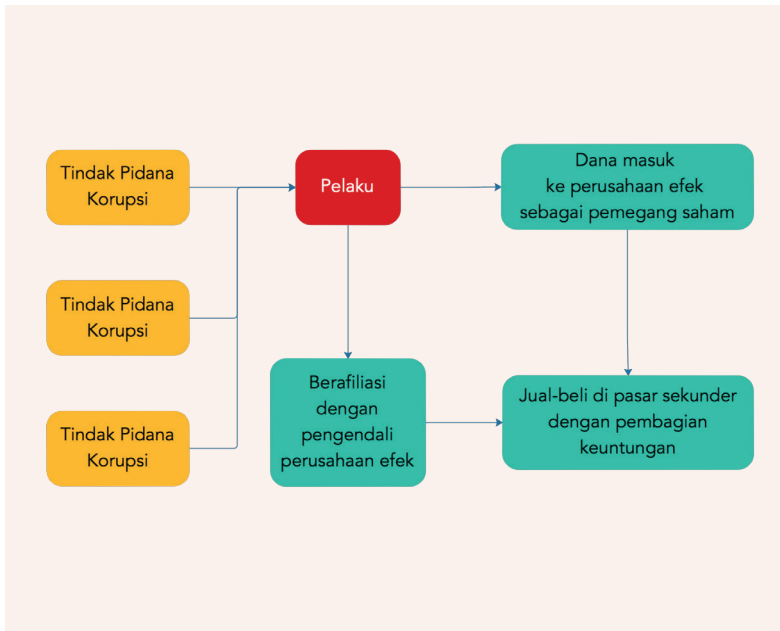 Tindak Pidana
Korupsi
Pelaku
Dana masuk
ke perusahaan efek
sebagai pemegang saham
Tindak Pidana
Korupsi
Tindak Pidana
Korupsi
Berafiliasi
dengan
pengendali
perusahaan efek
Jual-beli di pasar sekunder
dengan pembagian
keuntungan